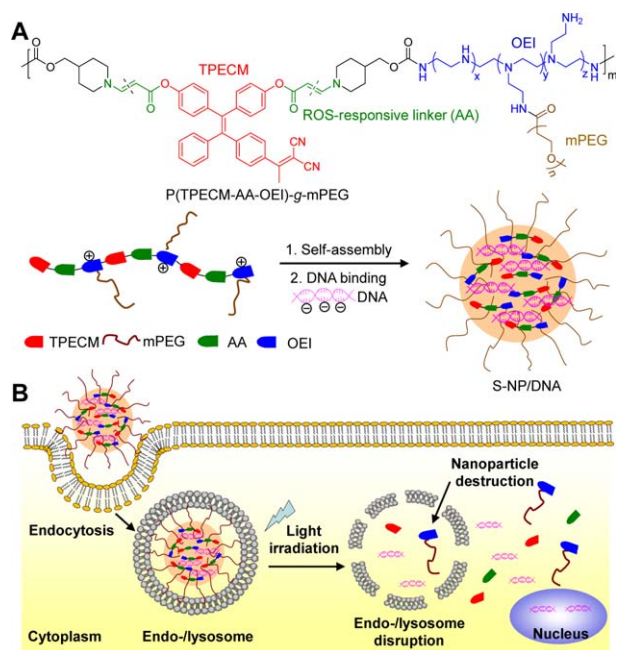 A
NH₂
OEI
TPECM
ROS-responsive linker (AA)
mPEG
P(TPECM-AA-OEI)-g-mPEG
1. Self-assembly
2. DNA binding
DNA
TPECM
mPEG
AA
OEI
S-NP/DNA
B
Nanoparticle
destruction
Endocytosis
Light
irradiation
Cytoplasm
Endo-/lysosome
Endo-/lysosome
disruption
Nucleus